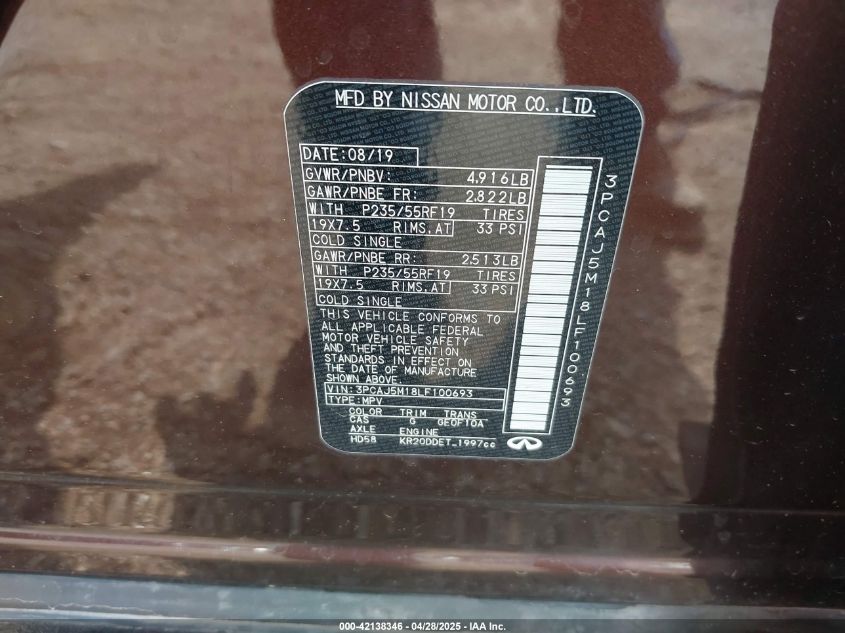 MFD BY NISSAN MOTOR CO.,LTD.
DATE:08/19
GVWR/PNBV: 4,916LB
GAWR/PNBE FR: 2,822LB
WITH P235/55RF19 TIRES
19X7.5 RIMS,AT 33 PSI
COLD SINGLE
GAWR/PNBE RR: 2,513LB
WITH P235/55RF19 TIRES
19X7.5 RIMS,AT 33 PSI
COLD SINGLE
THIS VEHICLE CONFORMS TO
ALL APPLICABLE FEDERAL
MOTOR VEHICLE SAFETY
AND THEFT PREVENTION
STANDARDS IN EFFECT ON
THE DATE OF MANUFACTURE
SHOWN ABOVE.
VIN: 3PCAJ5M18LF100693
TYPE: MPV
COLOR TRIM TRANS
CAS G GE0F10A
AXLE ENGINE
HD58 KR20DDET 1997cc
3PCAJ5M18LF100693
000-42138346 - 04/28/2025 - IAA Inc.